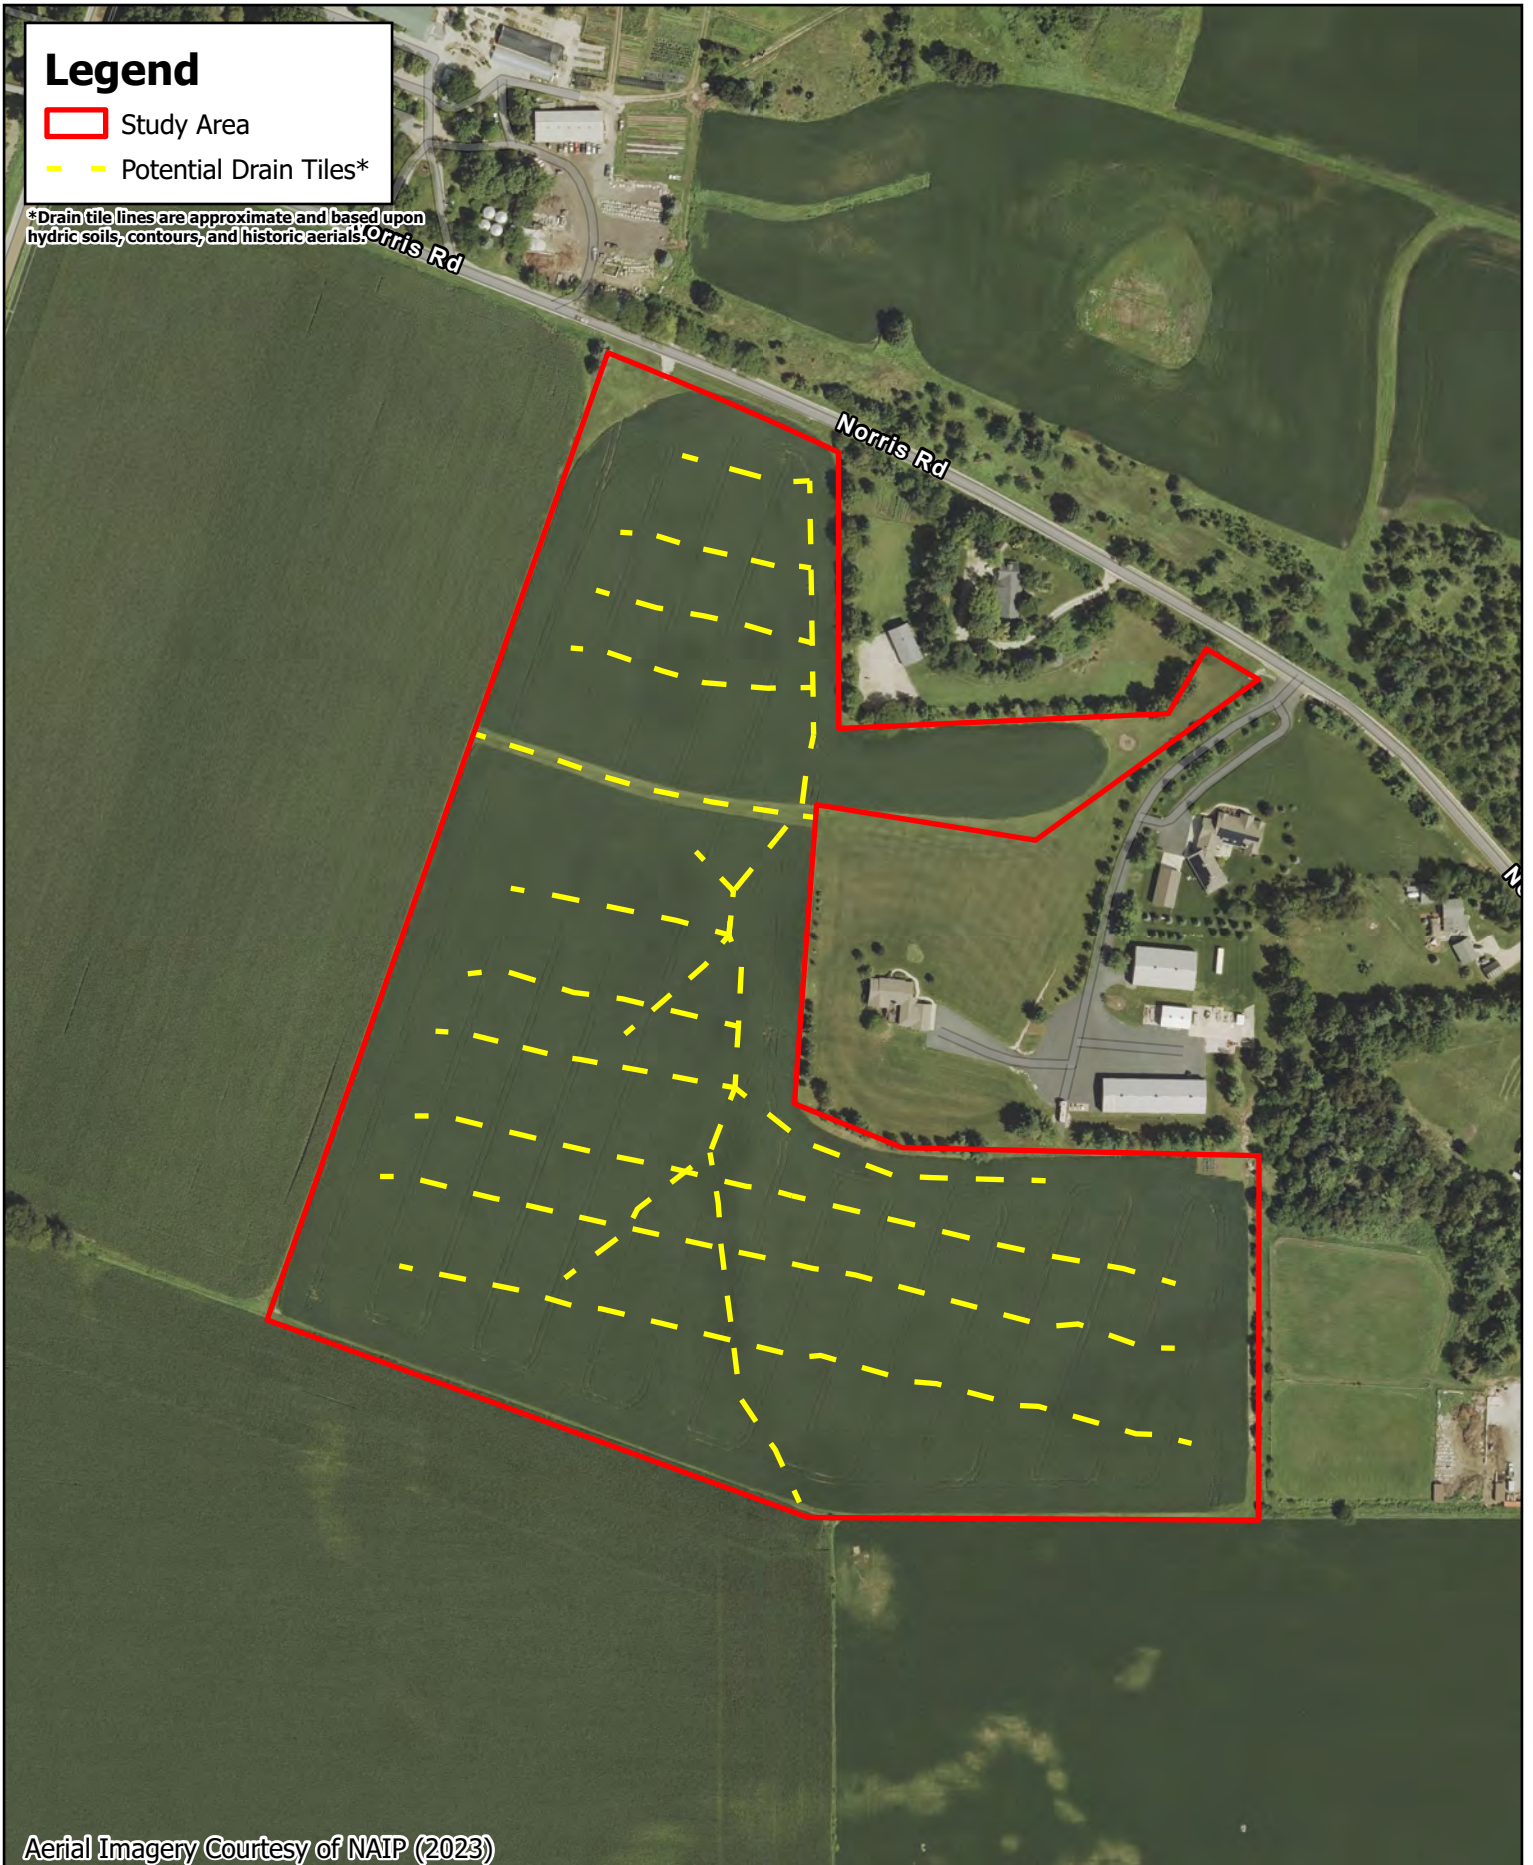 Legend
Study Area
Potential Drain Tiles*
*Drain tile lines are approximate and based upon
hydric soils, contours, and historic aerials.
orris Rd
Norris Rd
Aerial Imagery Courtesy of NAIP (2023)